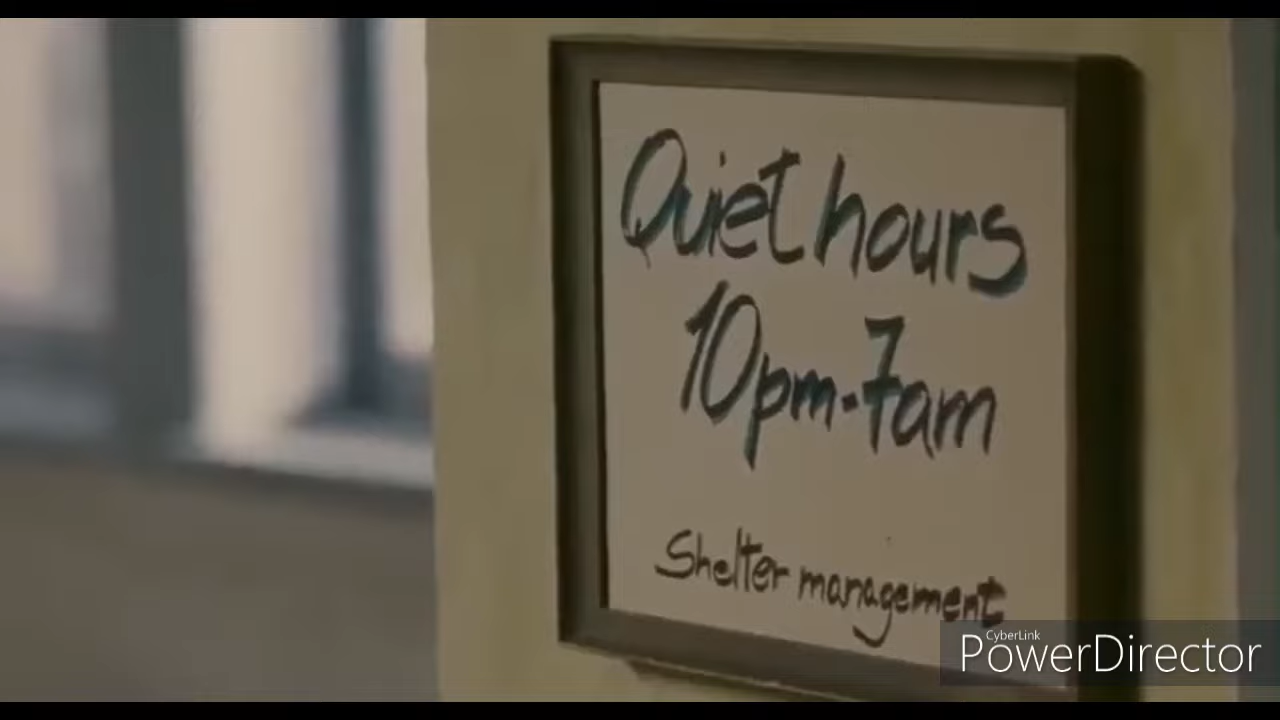 Quiet hours
10pm-7am
Shelter management
CyberLink
PowerDirector